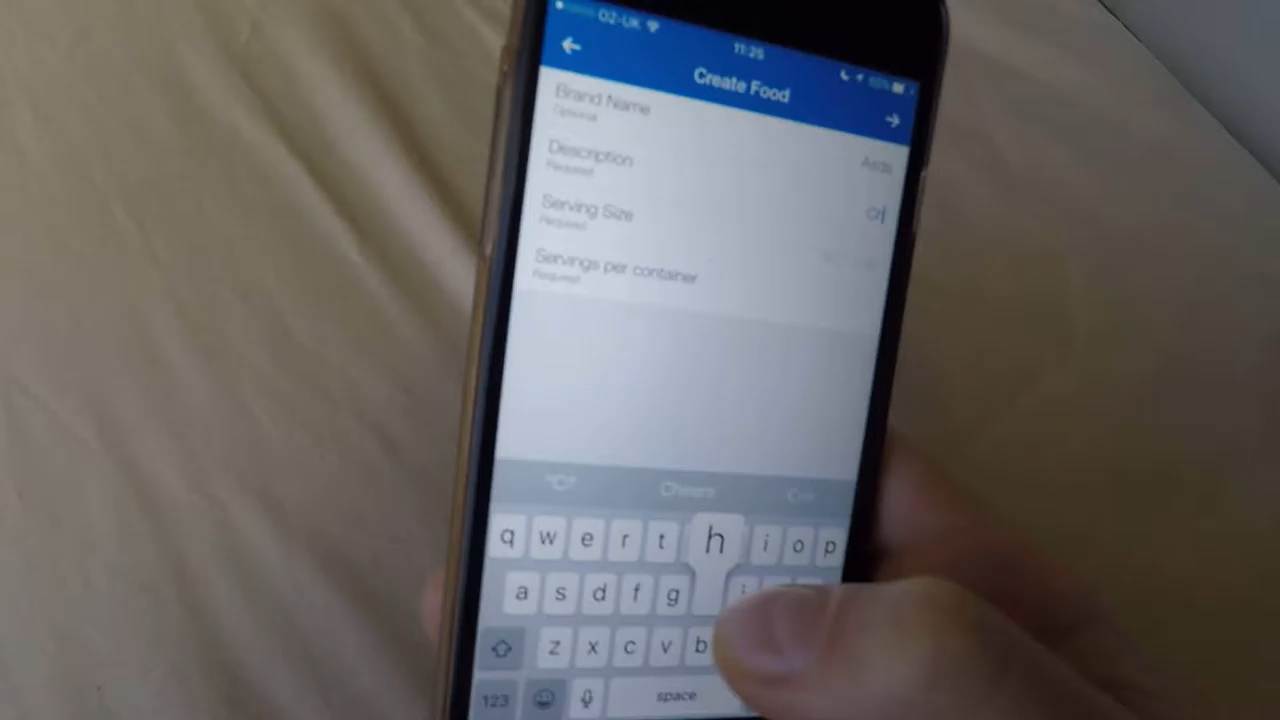 O2-UK
11:25
Create Food
Brand Name
Optional
Asda
Description
Required
Serving Size
Required
Servings per container
Required
Cheers
q w e r t h i o p
a s d f g
z x c v b
123 space